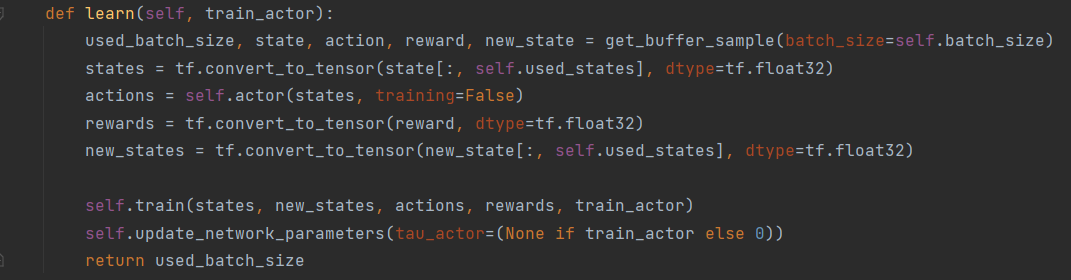 def learn(self, train_actor):
used_batch_size, state, action, reward, new_state = get_buffer_sample(batch_size=self.batch_size)
states = tf.convert_to_tensor(state[:, self.used_states], dtype=tf.float32)
actions = self.actor(states, training=False)
rewards = tf.convert_to_tensor(reward, dtype=tf.float32)
new_states = tf.convert_to_tensor(new_state[:, self.used_states], dtype=tf.float32)
self.train(states, new_states, actions, rewards, train_actor)
self.update_network_parameters(tau_actor=(None if train_actor else 0))
return used_batch_size